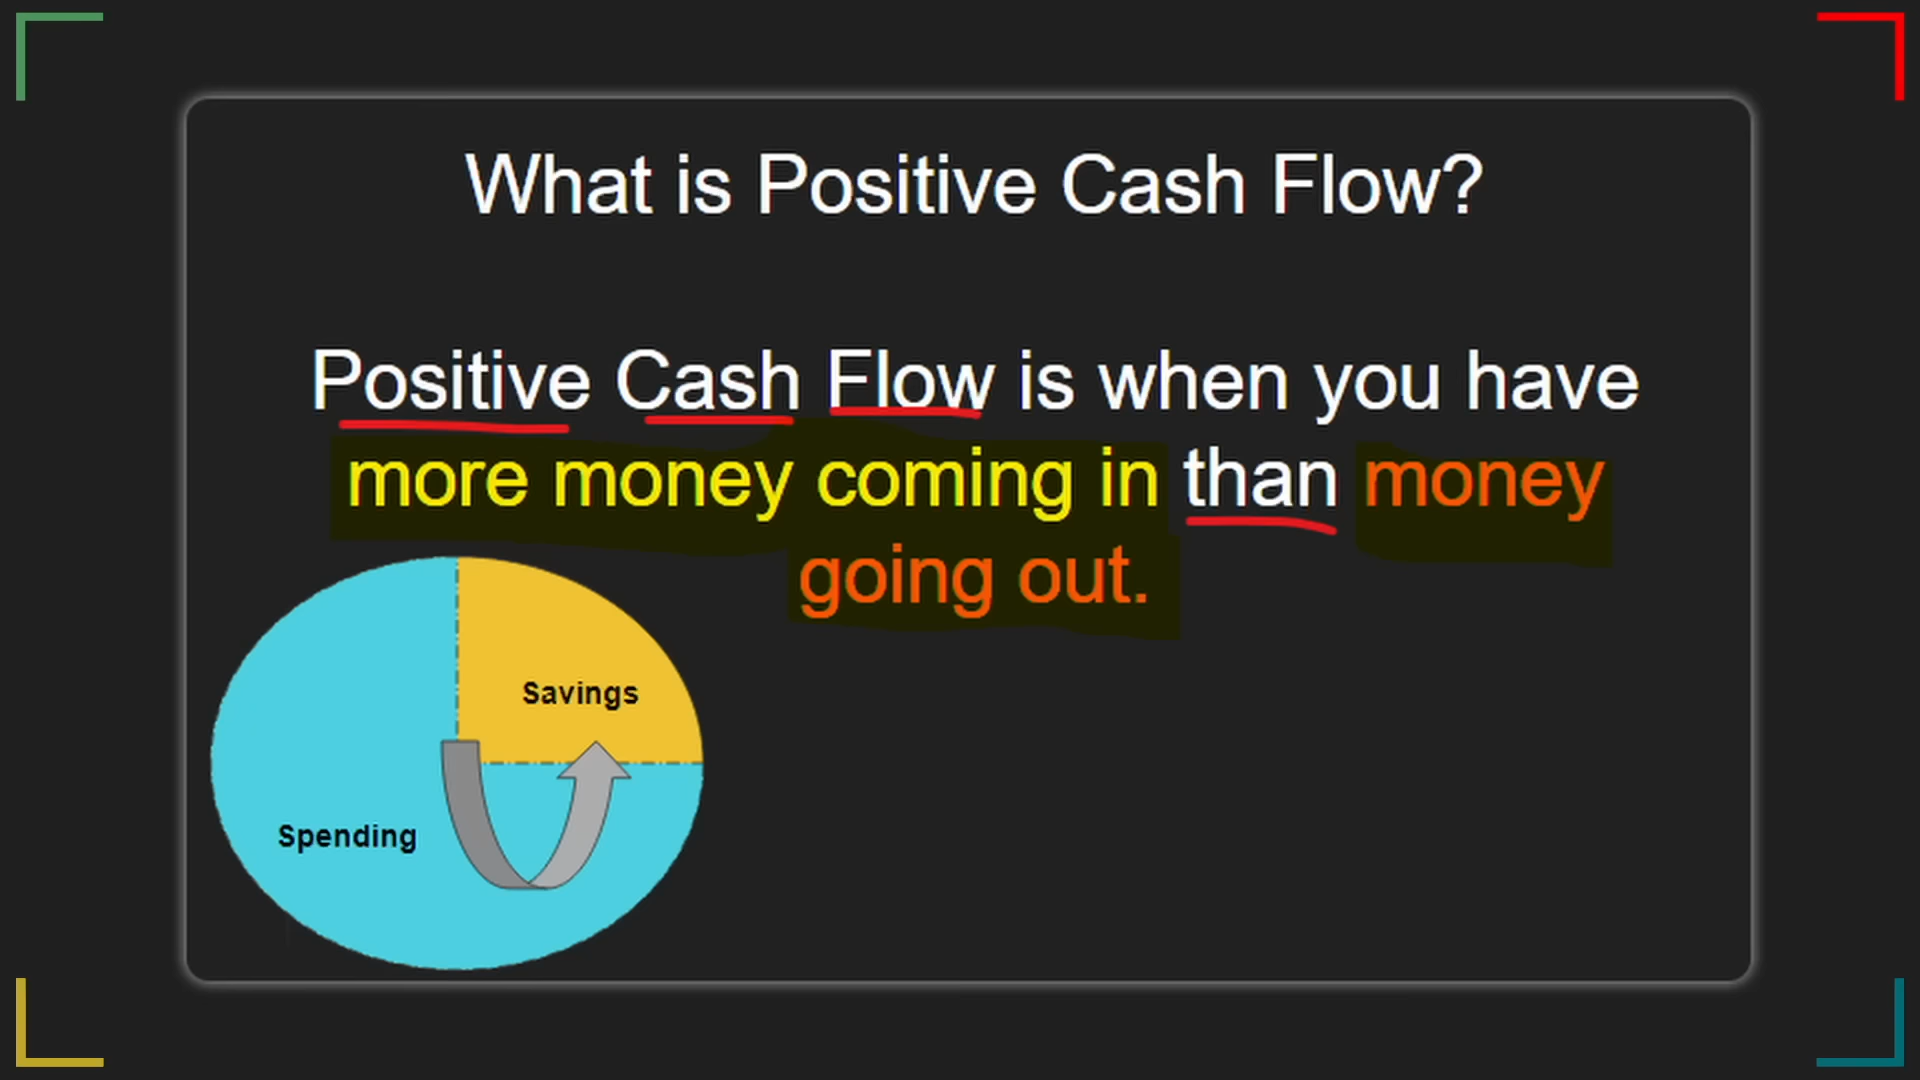 What is Positive Cash Flow?
Positive Cash Flow is when you have
more money coming in than money
going out.
Savings
Spending